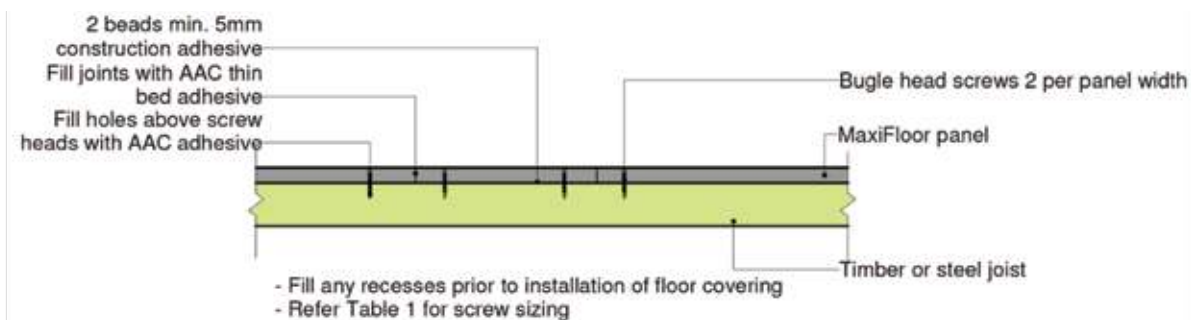 2 beads min. 5mm
construction adhesive
Fill joints with AAC thin
bed adhesive
Fill holes above screw
heads with AAC adhesive
Bugle head screws 2 per panel width
MaxiFloor panel
Timber or steel joist
- Fill any recesses prior to installation of floor covering
- Refer Table 1 for screw sizing